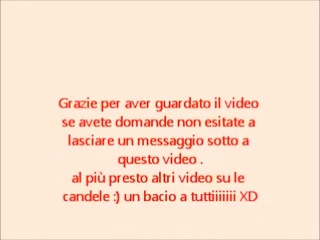 Grazie per aver guardato il video
se avete domande non esitate a
lasciare un messaggio sotto a
questo video .
al più presto altri video su le
candele :) un bacio a tuttiiiiiii XD